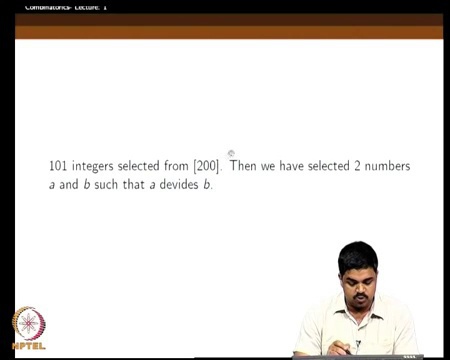 Combinatorics- Lecture: 1
101 integers selected from [200]. Then we have selected 2 numbers
a and b such that a devides b.
NPTEL